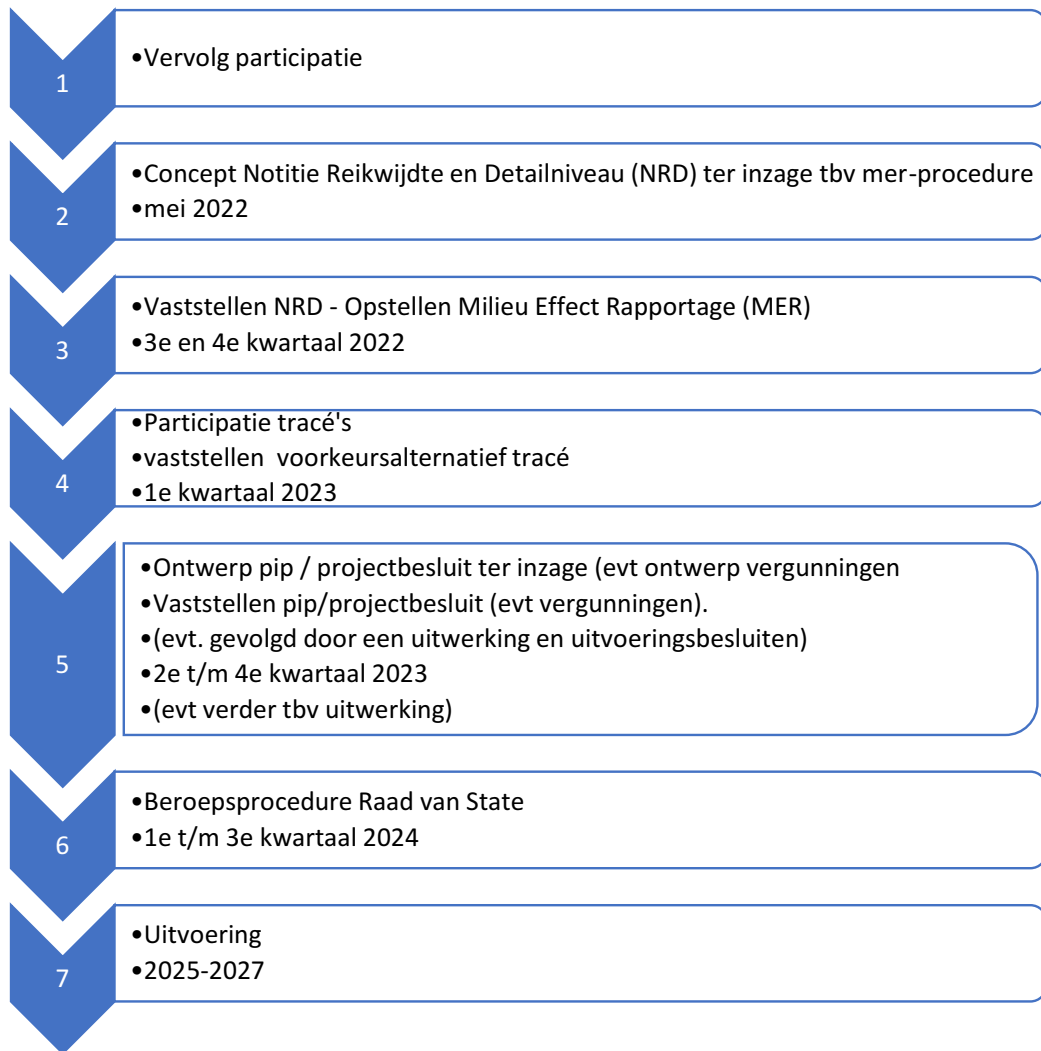 1
•Vervolg participatie
2
•Concept Notitie Reikwijdte en Detailniveau (NRD) ter inzage tbv mer-procedure
•mei 2022
3
•Vaststellen NRD - Opstellen Milieu Effect Rapportage (MER)
•3e en 4e kwartaal 2022
4
•Participatie tracé's
•vaststellen  voorkeursalternatief tracé
•1e kwartaal 2023
5
•Ontwerp pip / projectbesluit ter inzage (evt ontwerp vergunningen
•Vaststellen pip/projectbesluit (evt vergunningen).
•(evt. gevolgd door een uitwerking en uitvoeringsbesluiten)
•2e t/m 4e kwartaal 2023
•(evt verder tbv uitwerking)
6
•Beroepsprocedure Raad van State
•1e t/m 3e kwartaal 2024
7
•Uitvoering
•2025-2027